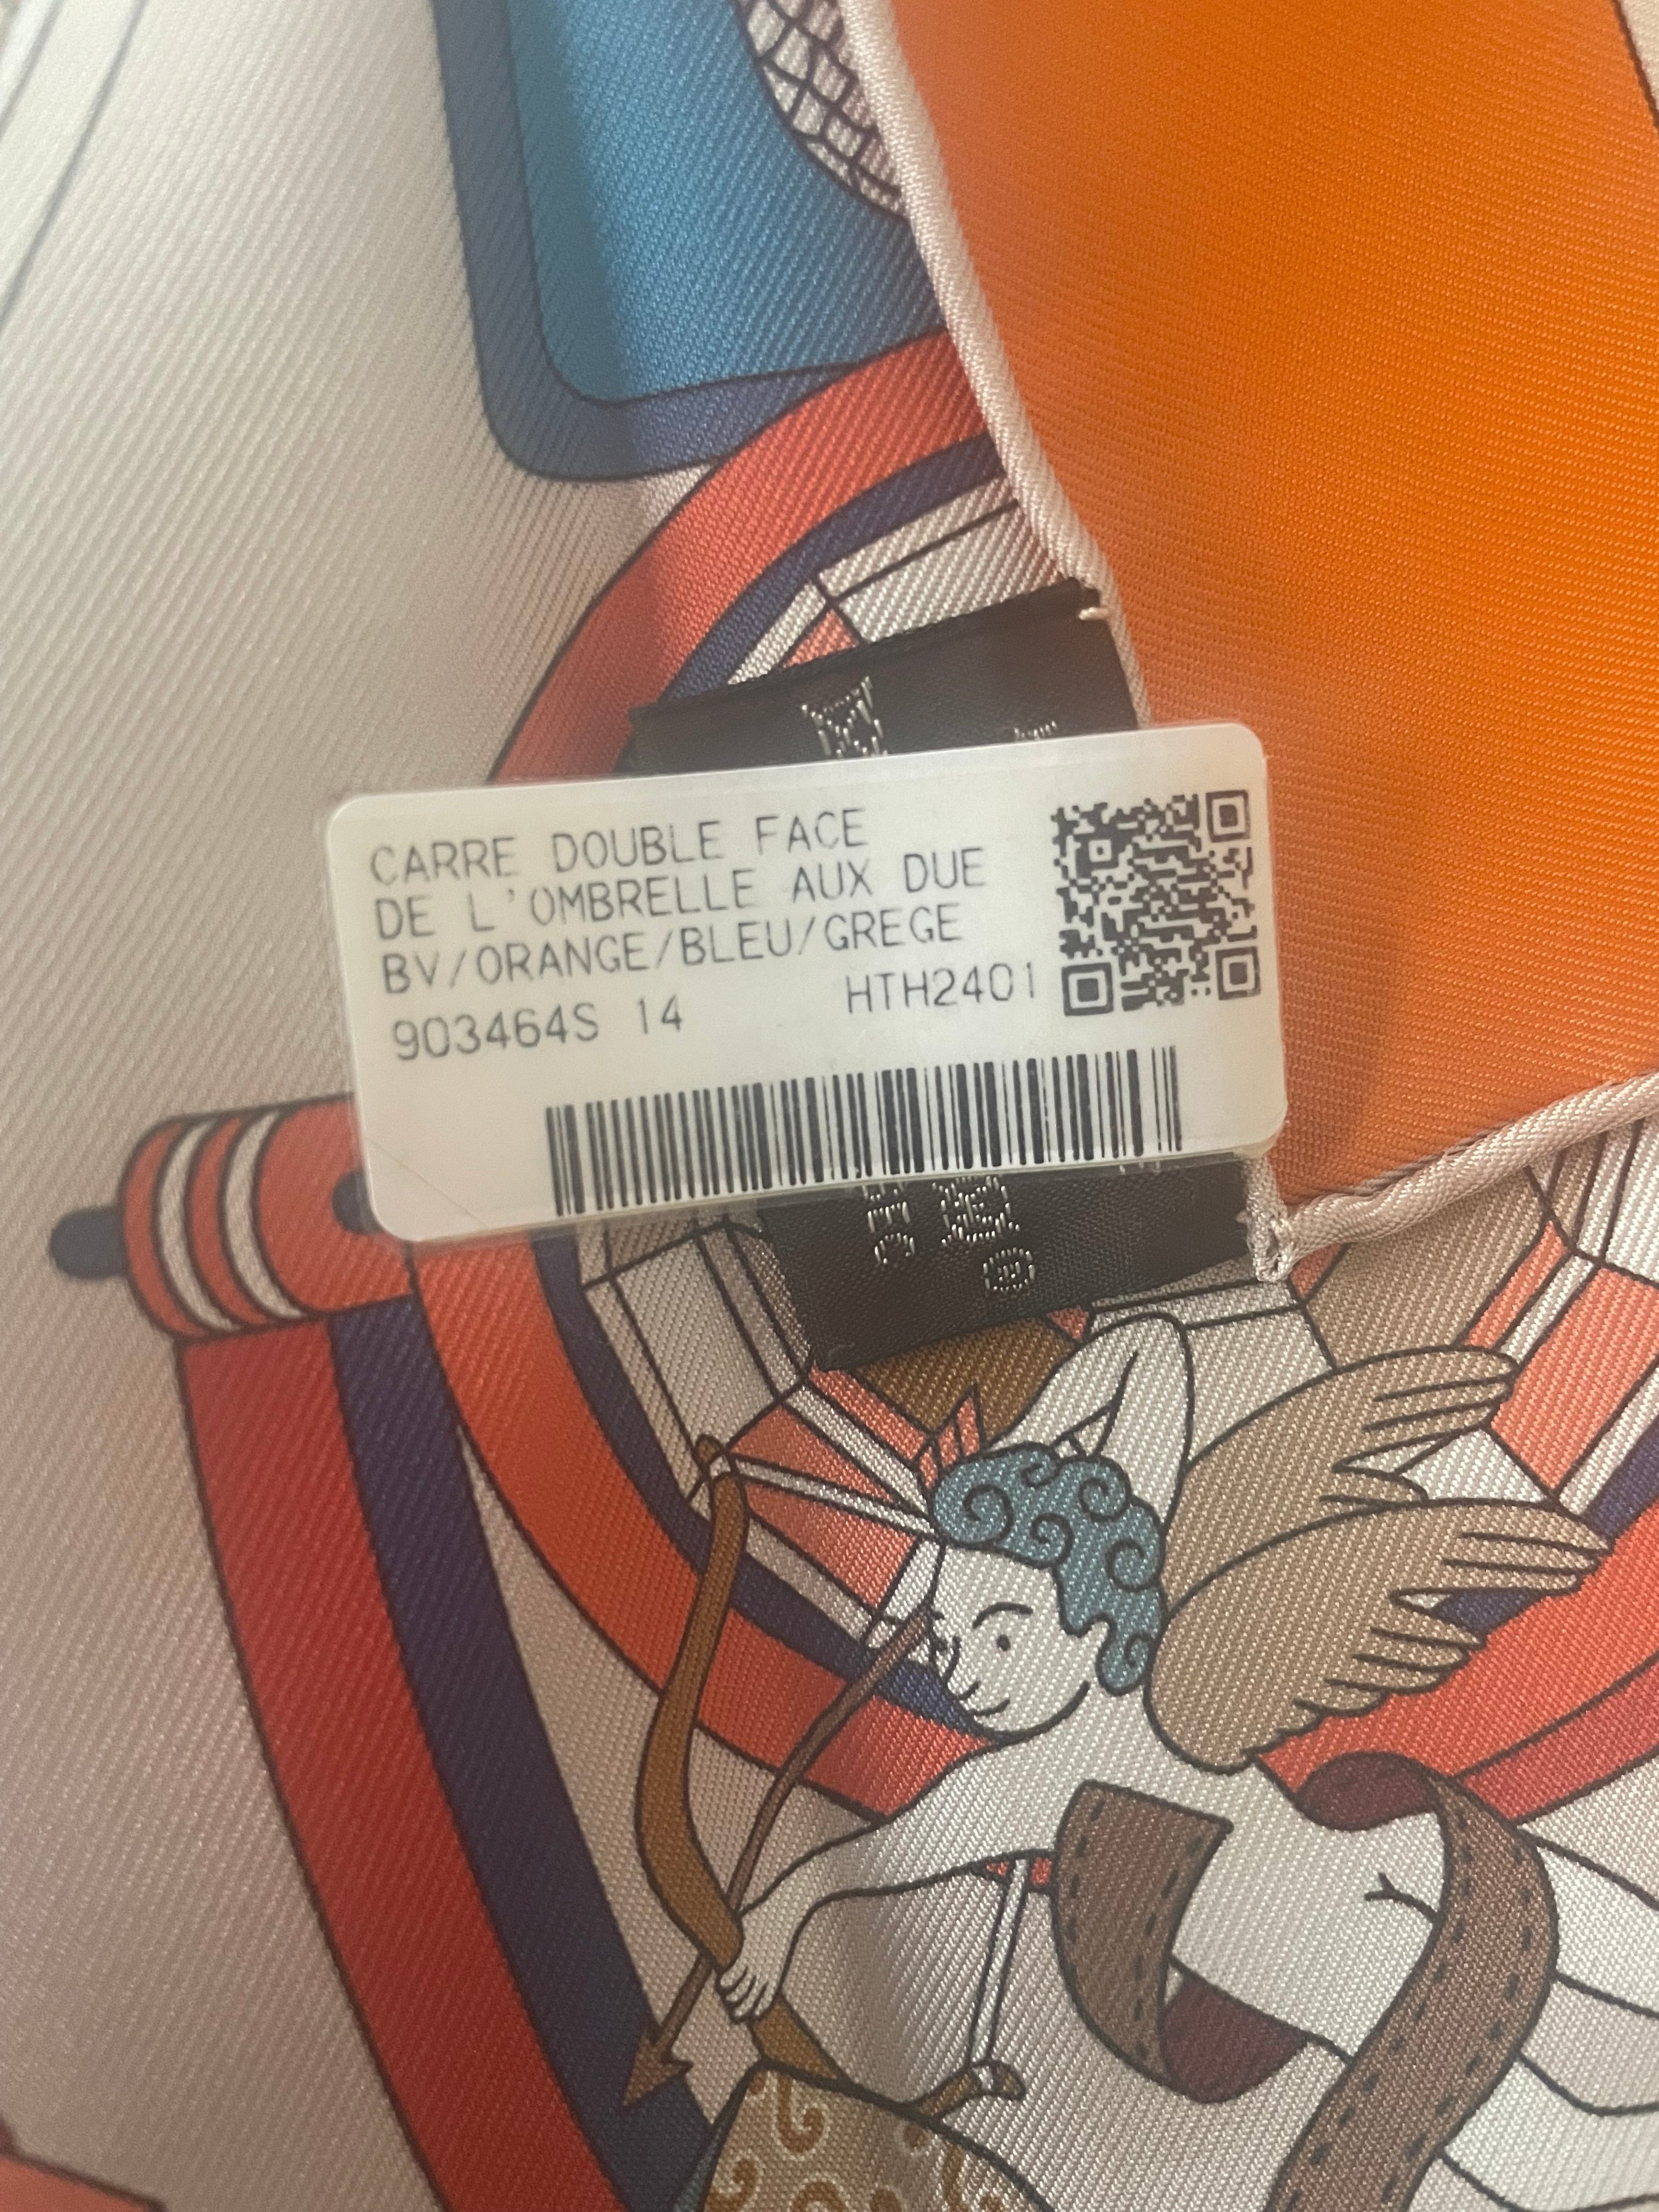 CARRE DOUBLE FACE
DE L'OMBRELLE AUX DUE
BV/ORANGE/BLEU/GREGE
903464S 14 HTH2401